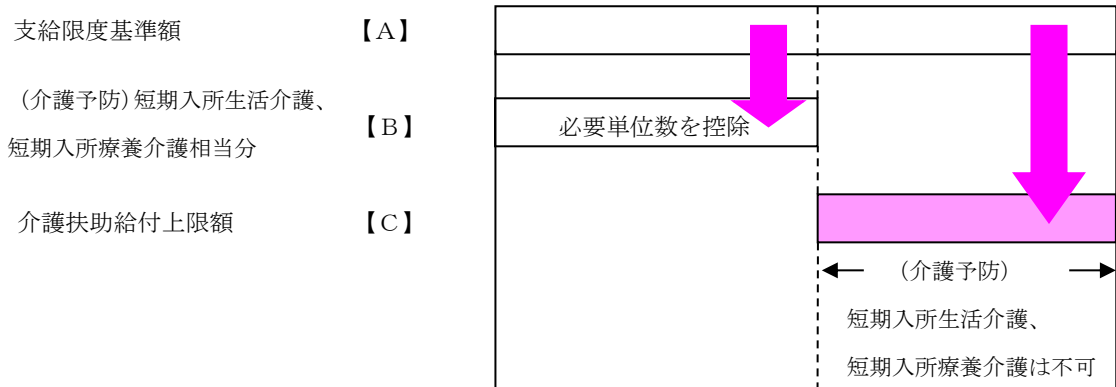 支給限度基準額 【A】
(介護予防)短期入所生活介護、
短期入所療養介護相当分
【B】
必要単位数を控除
介護扶助給付上限額 【C】
(介護予防)
短期入所生活介護、
短期入所療養介護は不可